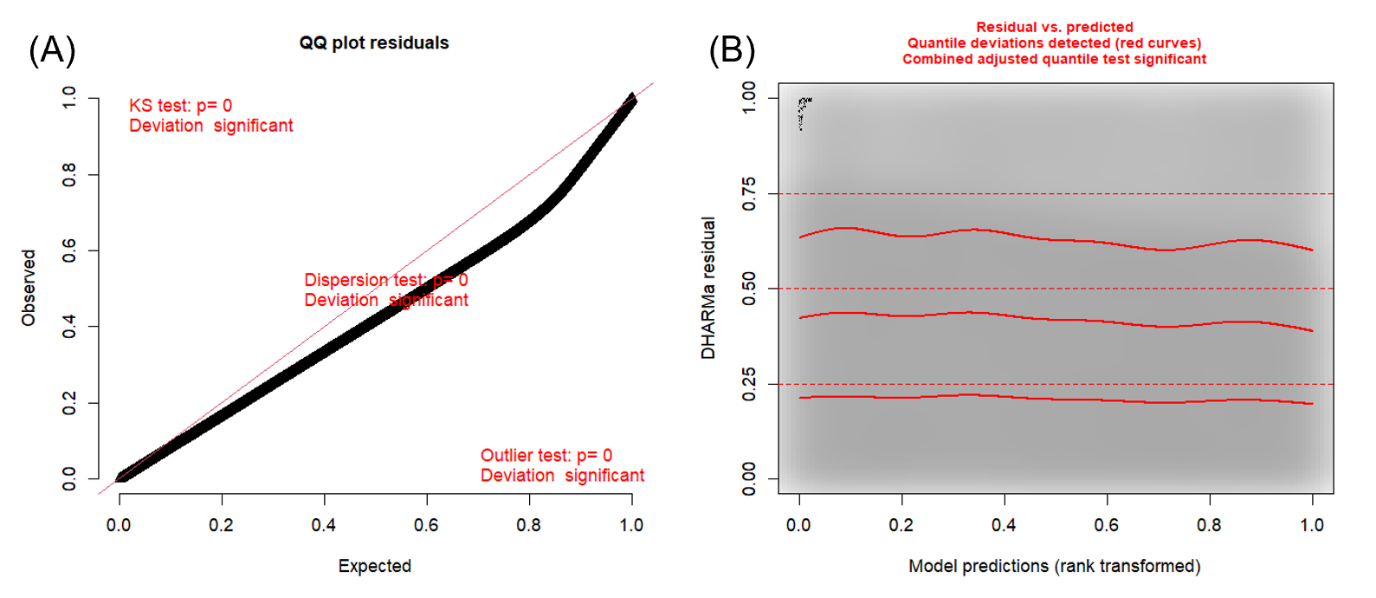 (A)
QQ plot residuals
KS test: p= 0
Deviation  significant
Dispersion test: p= 0
Deviation  significant
Outlier test: p= 0
Deviation  significant
Observed
0.0
0.2
0.4
0.6
0.8
1.0
0.0 0.2 0.4 0.6 0.8 1.0
Expected
(B)
Residual vs. predicted
Quantile deviations detected (red curves)
Combined adjusted quantile test significant
DHARMa residual
0.00
0.25
0.50
0.75
1.00
0.0 0.2 0.4 0.6 0.8 1.0
Model predictions (rank transformed)